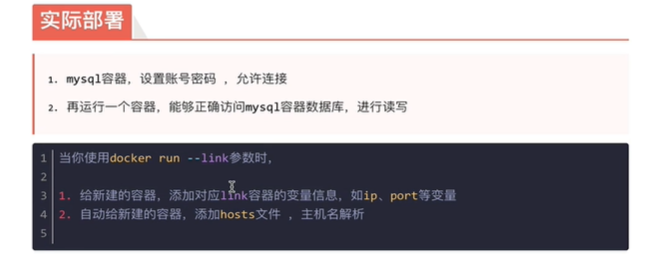 实际部署
1. mysql容器，设置账号密码 ，允许连接
2. 再运行一个容器，能够正确访问mysql容器数据库，进行读写
1 当你使用docker run --link参数时，
2
3 1. 给新建的容器，添加对应link容器的变量信息，如ip、port等变量
4 2. 自动给新建的容器，添加hosts文件 ，主机名解析
5